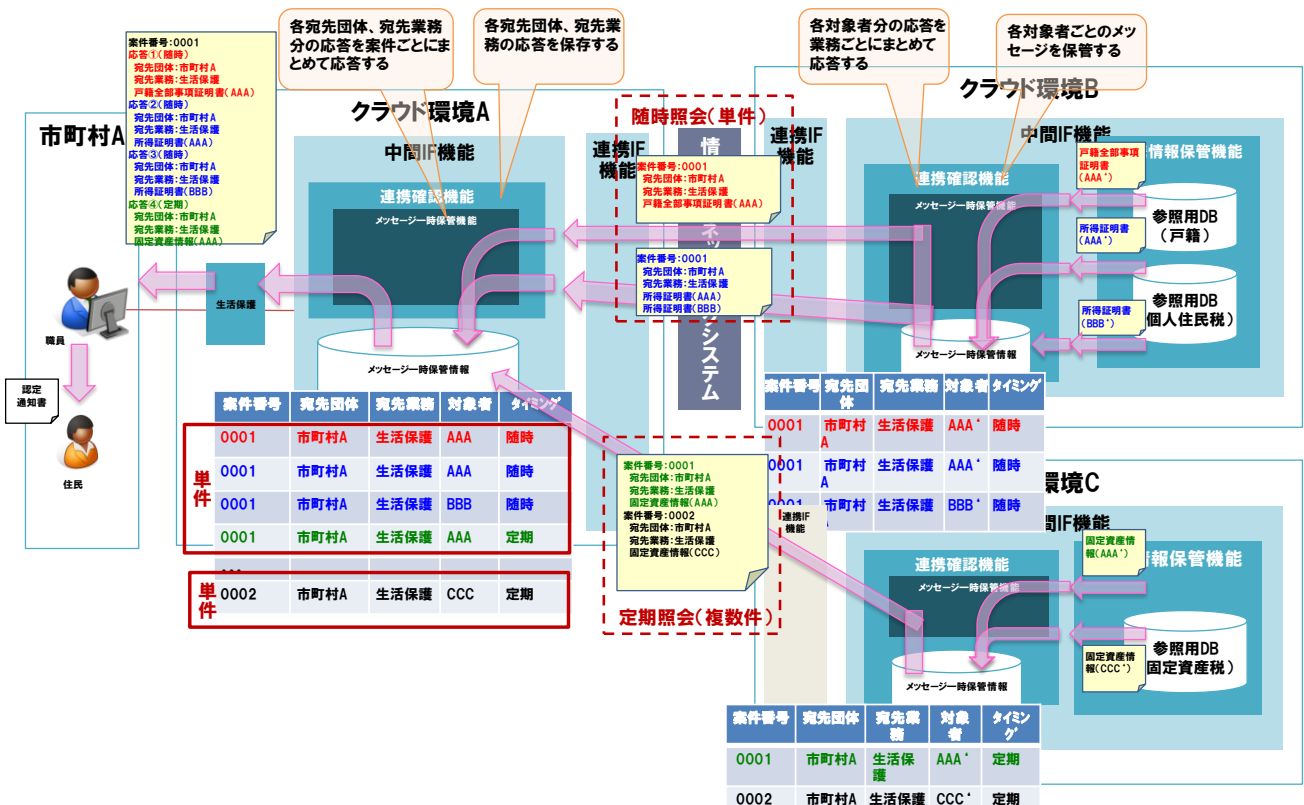 各宛先団体、宛先業務
分の応答を案件ごとにま
とめて応答する
各宛先団体、宛先業
務の応答を保存する
各対象者分の応答を
業務ごとにまとめて
応答する
各対象者ごとのメッ
セージを保管する
案件番号:0001
応答①(随時)
宛先団体:市町村A
宛先業務:生活保護
戸籍全部事項証明書(AAA)
応答②(随時)
宛先団体:市町村A
宛先業務:生活保護
所得証明書(AAA)
応答③(随時)
宛先団体:市町村A
宛先業務:生活保護
所得証明書(BBB)
応答④(定期)
宛先団体:市町村A
宛先業務:生活保護
固定資産情報(AAA)
市町村A
職員
認定
通知書
住民
生活保護
クラウド環境A
中間IF機能
連携確認機能
メッセージ一時保管機能
メッセージ一時保管情報
連携IF
機能
案件番号 宛先団体 宛先業務 対象者 タイミング
0001 市町村A 生活保護 AAA 随時
0001 市町村A 生活保護 AAA 随時
0001 市町村A 生活保護 BBB 随時
0001 市町村A 生活保護 AAA 定期
0002 市町村A 生活保護 CCC 定期
単件
単件
随時照会(単件)
案件番号:0001
宛先団体:市町村A
宛先業務:生活保護
戸籍全部事項証明書(AAA)
案件番号:0001
宛先団体:市町村A
宛先業務:生活保護
所得証明書(AAA)
所得証明書(BBB)
情
ネッ
クシステム
案件番号:0001
宛先団体:市町村A
宛先業務:生活保護
固定資産情報(AAA)
案件番号:0002
宛先団体:市町村A
宛先業務:生活保護
固定資産情報(CCC)
定期照会(複数件)
クラウド環境B
連携IF
機能
中間IF機能
連携確認機能
メッセージ一時保管機能
メッセージ一時保管情報
情報保管機能
戸籍全部事項
証明書
(AAA')
所得証明書
(AAA')
所得証明書
(BBB')
参照用DB
(戸籍)
参照用DB
個人住民税)
案件番号 宛先団
体 宛先業務 対象者 タイミング
0001 市町村
A 生活保護 AAA' 随時
0001 市町村
A 生活保護 AAA' 随時
0001 市町村 生活保護 BBB' 随時
環境C
連携IF
機能
間IF機能
連携確認機能
メッセージ一時保管機能
メッセージ一時保管情報
報保管機能
固定資産情
報(AAA')
固定資産情
報(CCC')
参照用DB
固定資産税)
案件番号 宛先団体 宛先業
務 対象
者 タイミン
グ
0001 市町村A 生活保
護 AAA' 定期
0002 市町村A 生活保護 CCC' 定期